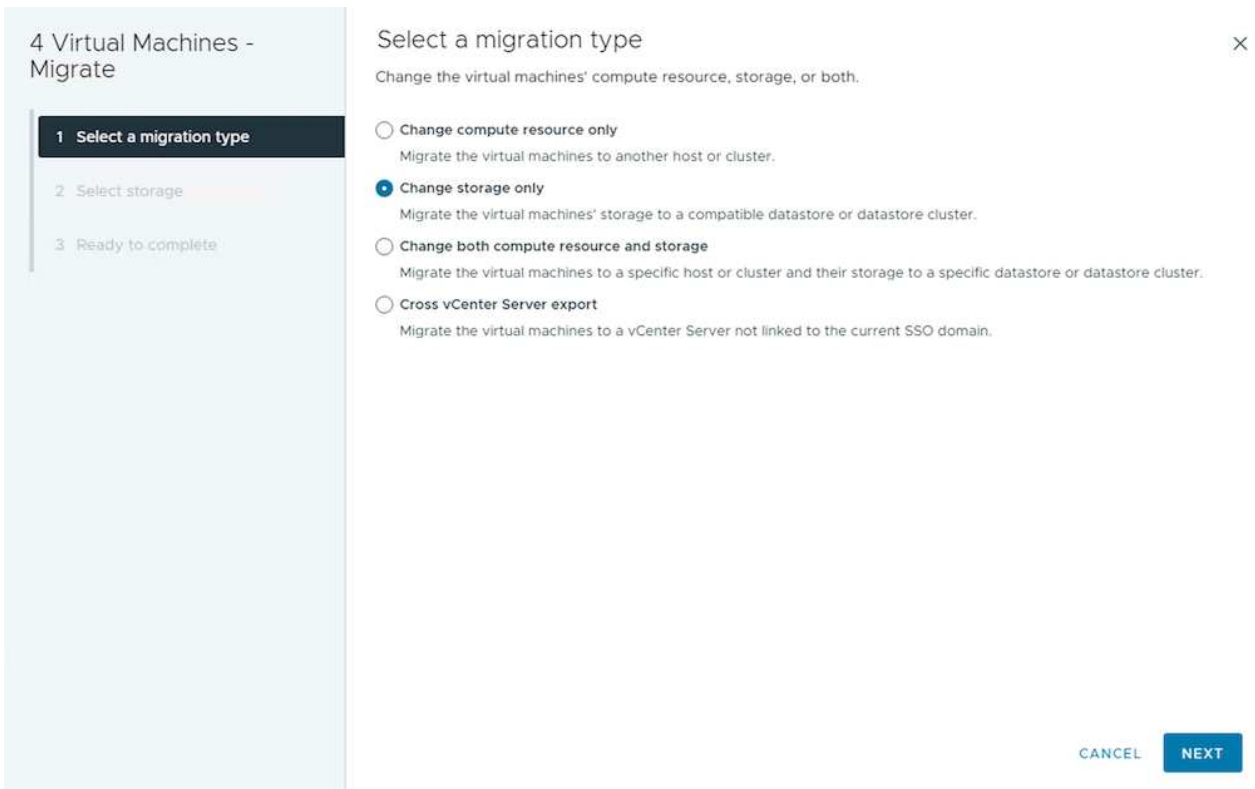 4 Virtual Machines -
Migrate
1 Select a migration type
2 Select storage
3 Ready to complete
Select a migration type
Change the virtual machines' compute resource, storage, or both.
Change compute resource only
Migrate the virtual machines to another host or cluster.
Change storage only
Migrate the virtual machines' storage to a compatible datastore or datastore cluster.
Change both compute resource and storage
Migrate the virtual machines to a specific host or cluster and their storage to a specific datastore or datastore cluster.
Cross vCenter Server export
Migrate the virtual machines to a vCenter Server not linked to the current SSO domain.
CANCEL NEXT